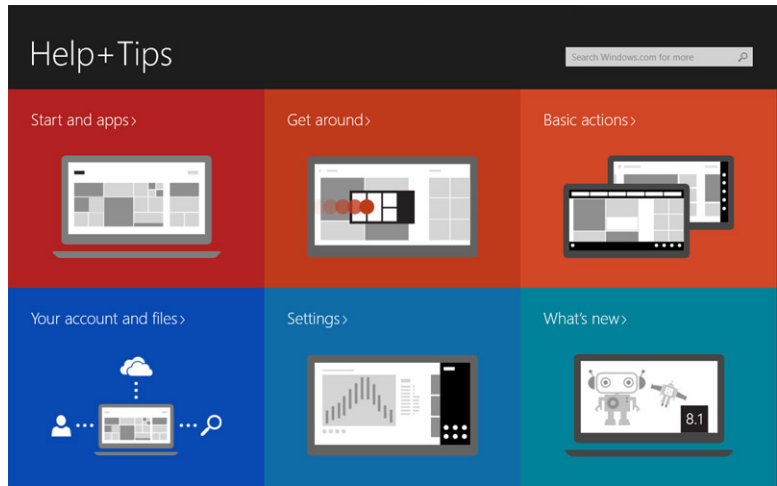 Help+Tips
Search Windows.com for more
Start and apps>
Get around>
Basic actions>
Your account and files>
Settings>
What's new>
8.1